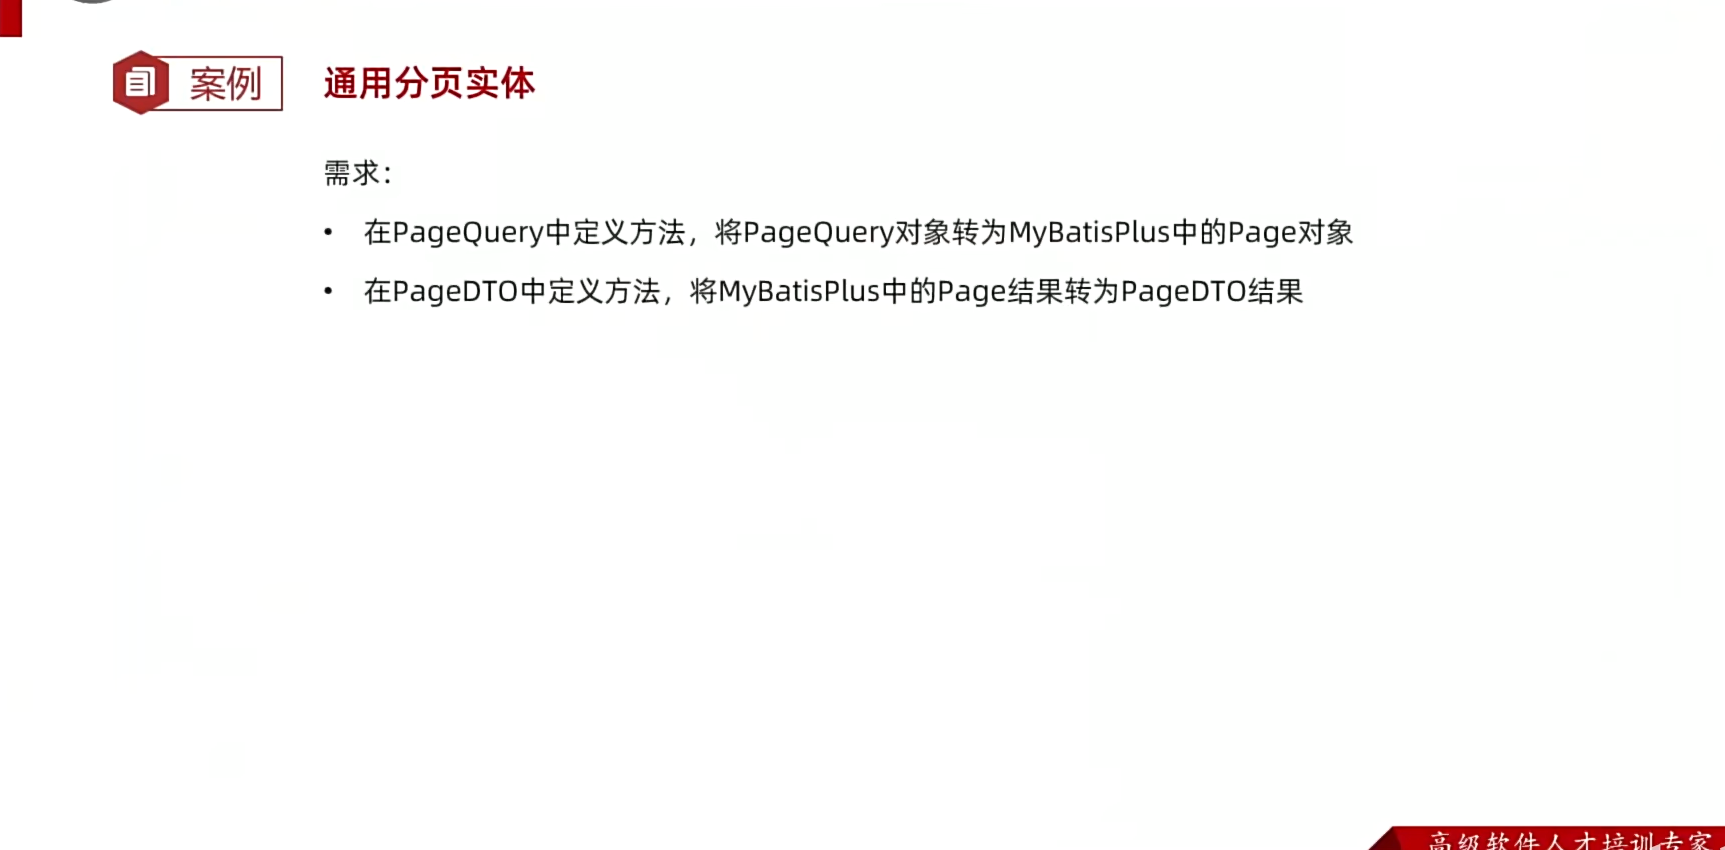 案例
通用分页实体
需求：
• 在PageQuery中定义方法，将PageQuery对象转为MyBatisPlus中的Page对象
• 在PageDTO中定义方法，将MyBatisPlus中的Page结果转为PageDTO结果
高级软件人才培训专家